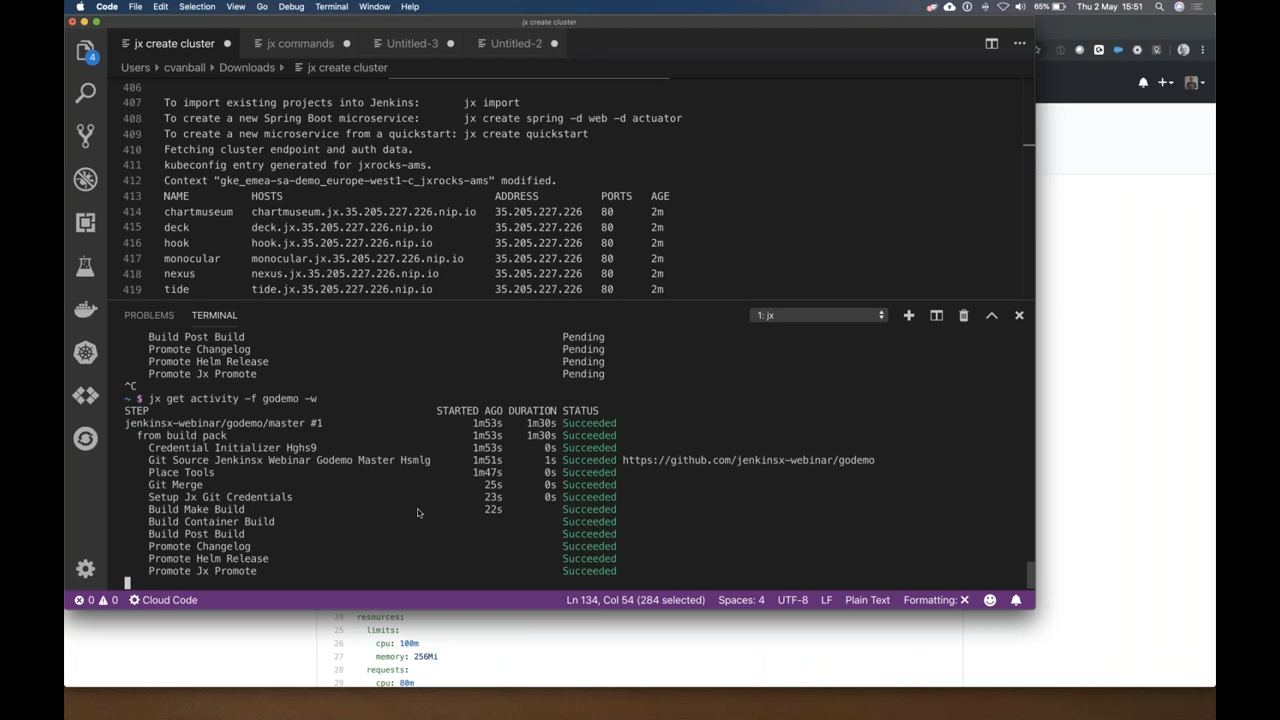 Code File Edit Selection View Go Debug Terminal Window Help 65% Thu 2 May 15:51
jx create cluster
jx create cluster jx commands Untitled-3 Untitled-2
4
Users > cvanball > Downloads > jx create cluster
406
407 To import existing projects into Jenkins: jx import
408 To create a new Spring Boot microservice: jx create spring -d web -d actuator
409 To create a new microservice from a quickstart: jx create quickstart
410 Fetching cluster endpoint and auth data.
411 kubeconfig entry generated for jxrocks-ams.
412 Context "gke_emea-sa-demo_europe-west1-c_jxrocks-ams" modified.
413 NAME HOSTS ADDRESS PORTS AGE
414 chartmuseum chartmuseum.jx.35.205.227.226.nip.io 35.205.227.226 80 2m
415 deck deck.jx.35.205.227.226.nip.io 35.205.227.226 80 2m
416 hook hook.jx.35.205.227.226.nip.io 35.205.227.226 80 2m
417 monocular monocular.jx.35.205.227.226.nip.io 35.205.227.226 80 2m
418 nexus nexus.jx.35.205.227.226.nip.io 35.205.227.226 80 2m
419 tide tide.jx.35.205.227.226.nip.io 35.205.227.226 80 2m
PROBLEMS TERMINAL 1: jx
Build Post Build Pending
Promote Changelog Pending
Promote Helm Release Pending
Promote Jx Promote Pending
^C
~ $ jx get activity -f godemo -w
STEP STARTED AGO DURATION STATUS
jenkinsx-webinar/godemo/master #1 1m53s 1m30s Succeeded
from build pack 1m53s 1m30s Succeeded
Credential Initializer Hghs9 1m53s 0s Succeeded
Git Source Jenkinsx Webinar Godemo Master Hsmlg 1m51s 1s Succeeded https://github.com/jenkinsx-webinar/godemo
Place Tools 1m47s 0s Succeeded
Git Merge 25s 0s Succeeded
Setup Jx Git Credentials 23s 0s Succeeded
Build Make Build 22s Succeeded
Build Container Build Succeeded
Build Post Build Succeeded
Promote Changelog Succeeded
Promote Helm Release Succeeded
Promote Jx Promote Succeeded
0 0 Cloud Code Ln 134, Col 54 (284 selected) Spaces: 4 UTF-8 LF Plain Text Formatting: ✕
24 resources:
25 limits:
26 cpu: 100m
27 memory: 256Mi
28 requests:
29 cpu: 80m